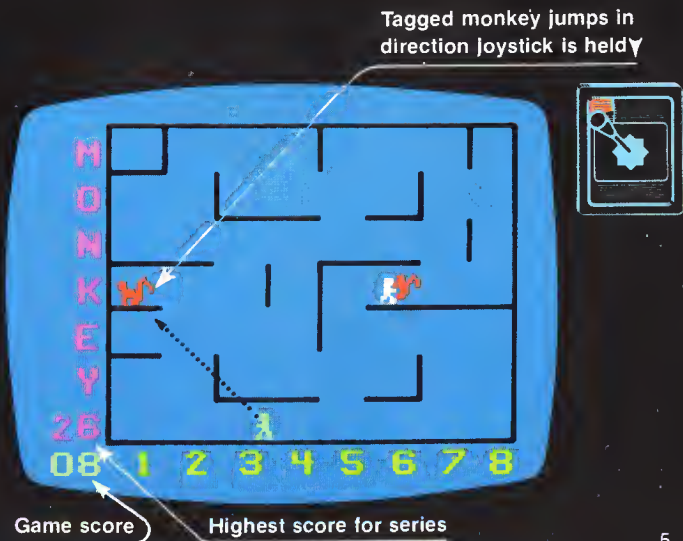 Tagged monkey jumps in
direction Joystick is held
M
O
N
K
E
Y
26
08 1 2 3 4 5 6 7 8
Game score
Highest score for series
5